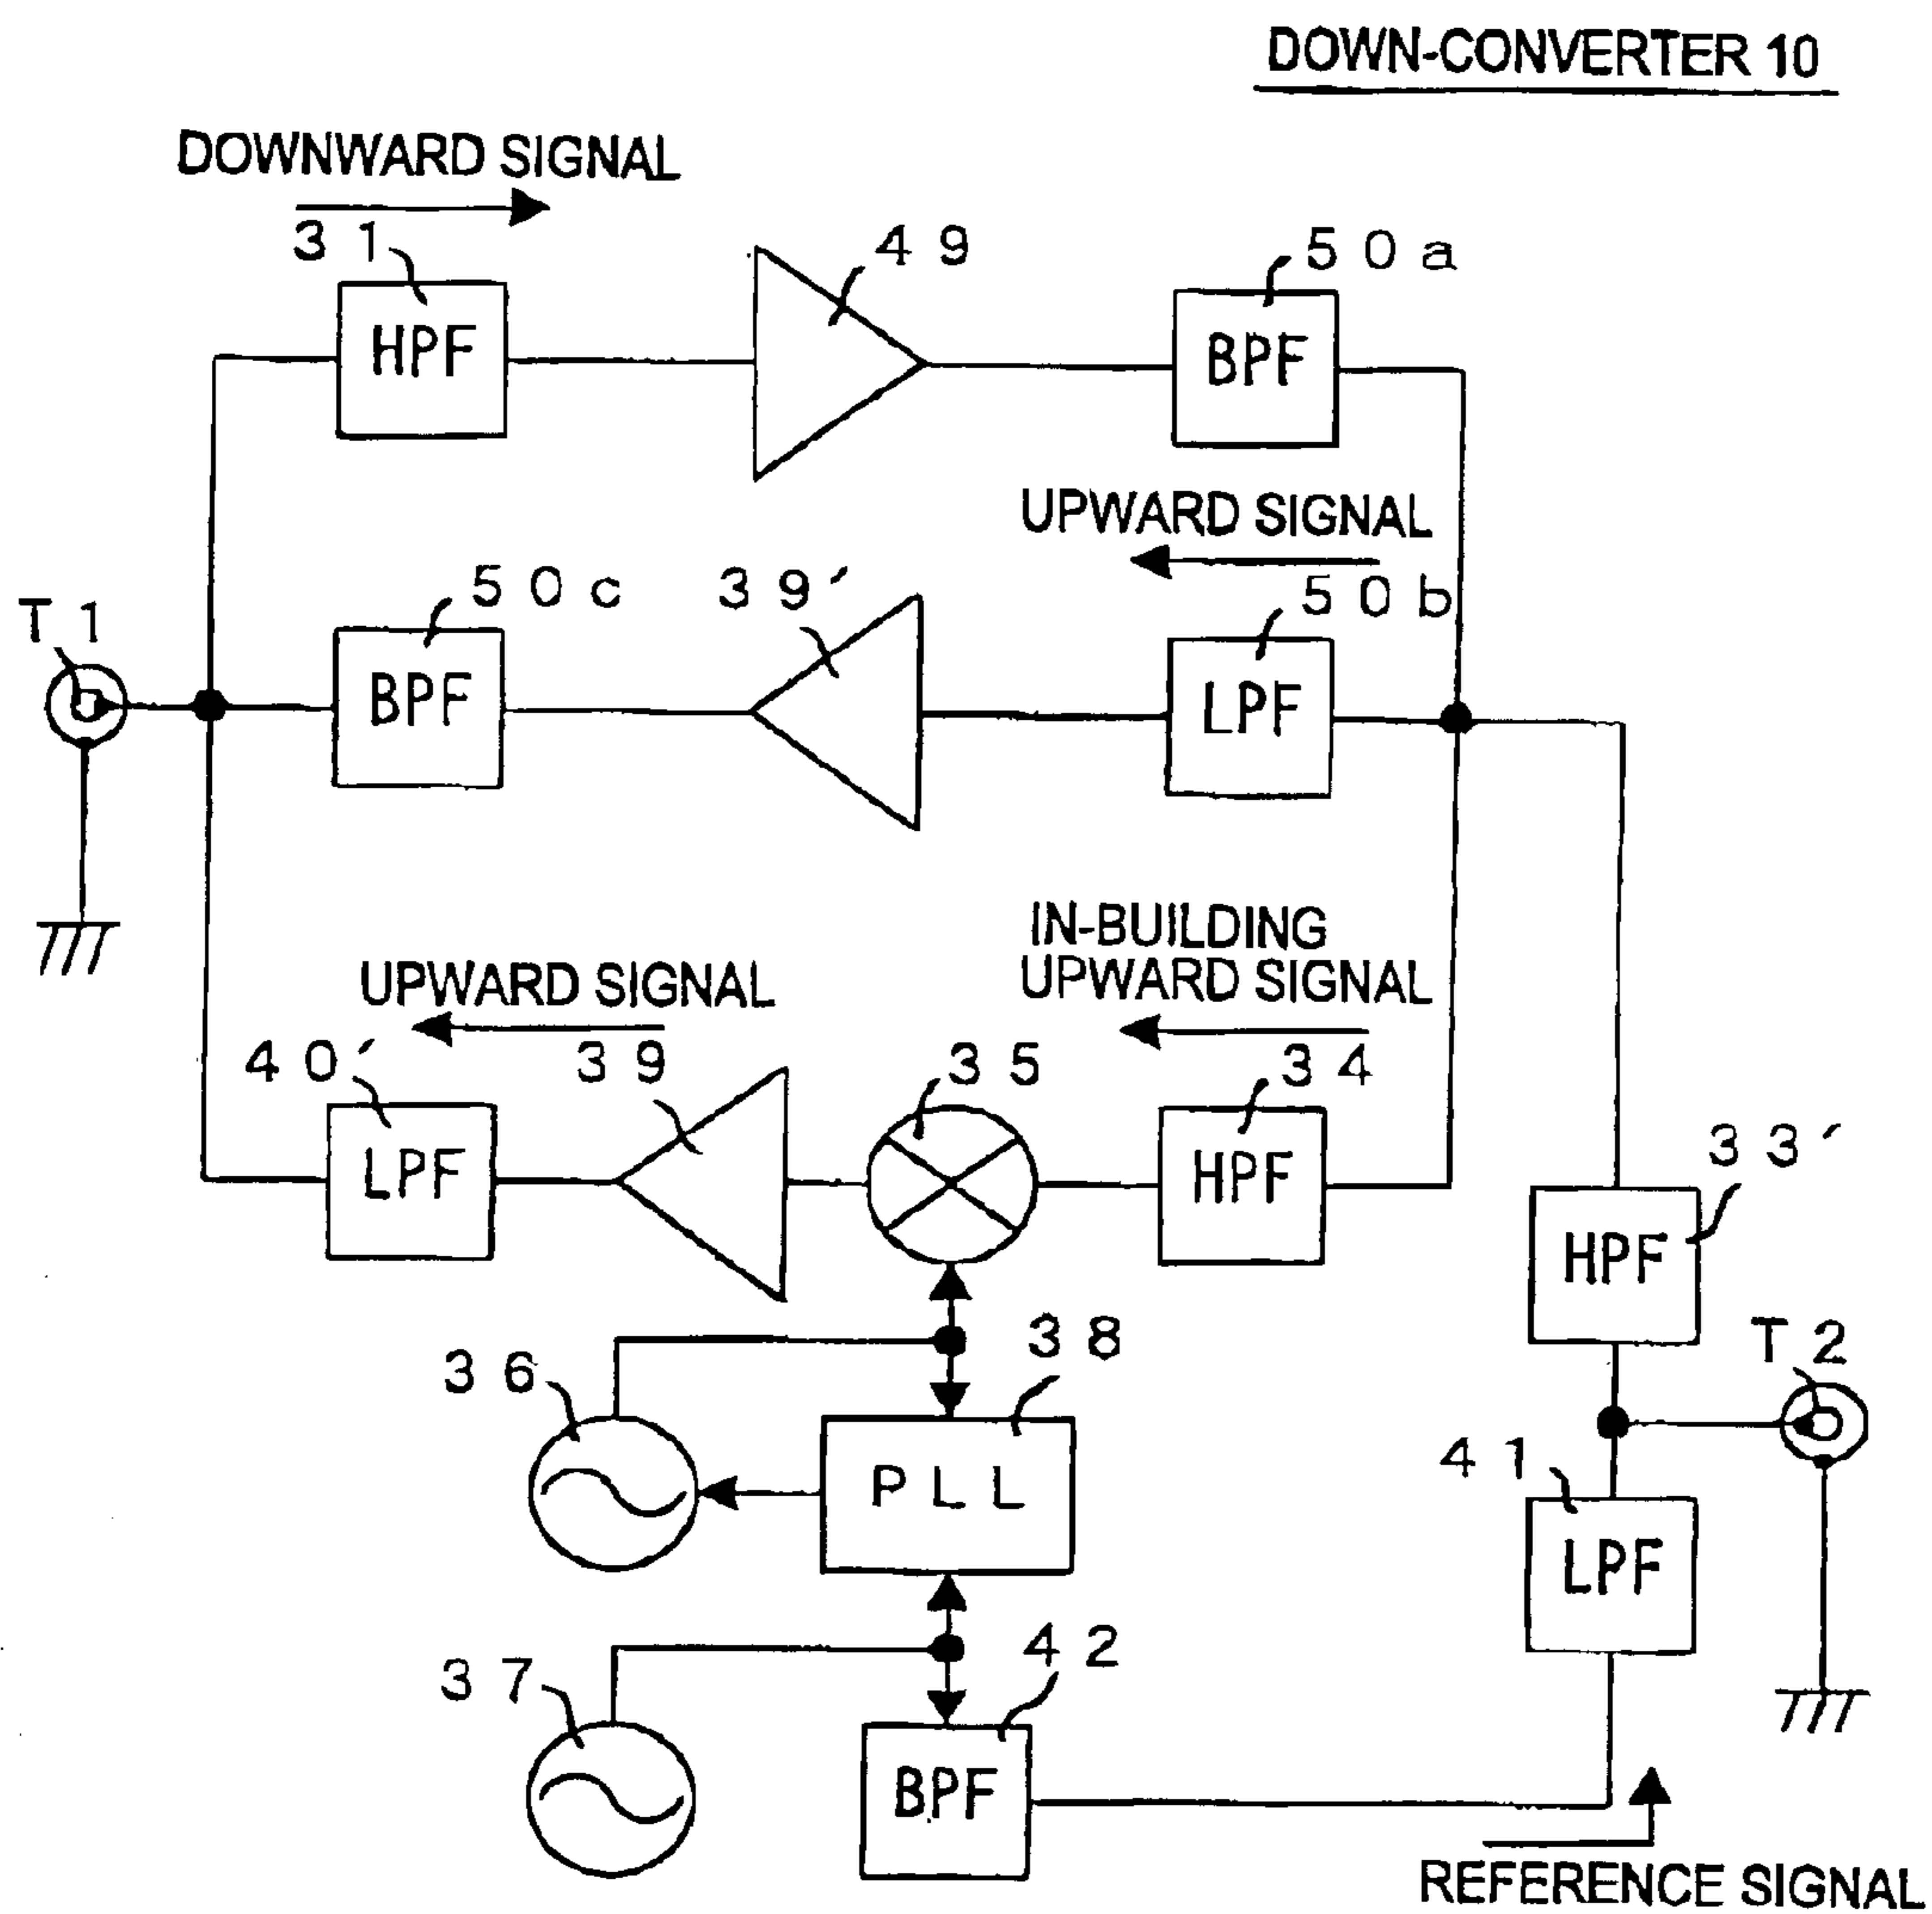 DOWN-CONVERTER 10
DOWNWARD SIGNAL
31
49
50a
HPF
BPF
UPWARD SIGNAL
50c
39′
50b
T1
BPF
LPF
IN-BUILDING
UPWARD SIGNAL
UPWARD SIGNAL
40′
39
35
34
33′
LPF
HPF
HPF
38
T2
36
41
PLL
LPF
42
37
BPF
REFERENCE SIGNAL